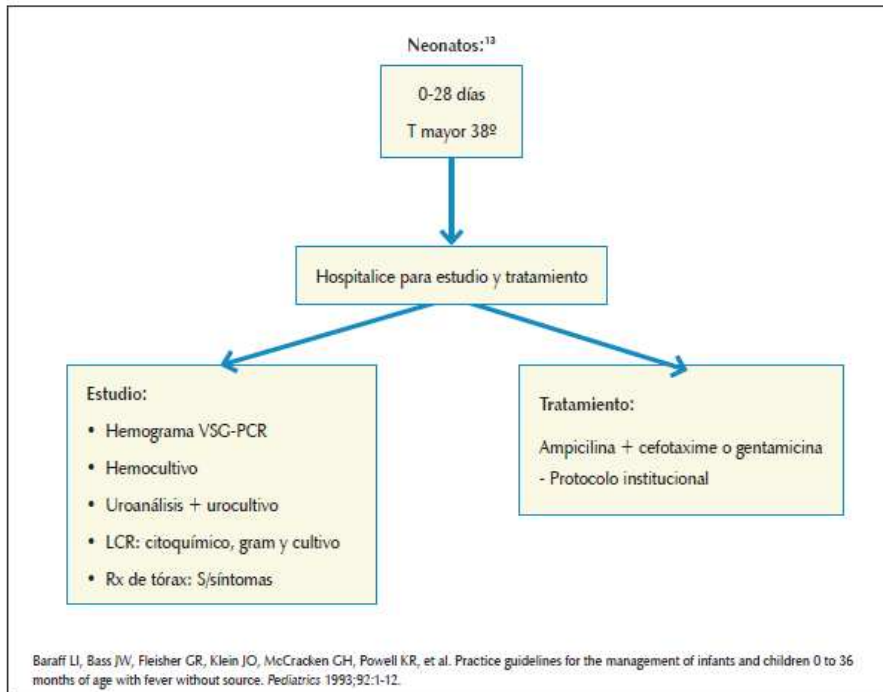 Neonatos:¹³
0-28 días
T mayor 38º
Hospitalice para estudio y tratamiento
Estudio:
• Hemograma VSG-PCR
• Hemocultivo
• Uroanálisis + urocultivo
• LCR: citoquímico, gram y cultivo
• Rx de tórax: S/síntomas
Tratamiento:
Ampicilina + cefotaxime o gentamicina
- Protocolo institucional
Baraff LI, Bass JW, Fleisher GR, Klein JO, McCracken GH, Powell KR, et al. Practice guidelines for the management of infants and children 0 to 36
months of age with fever without source. Pediatrics 1993;92:1-12.